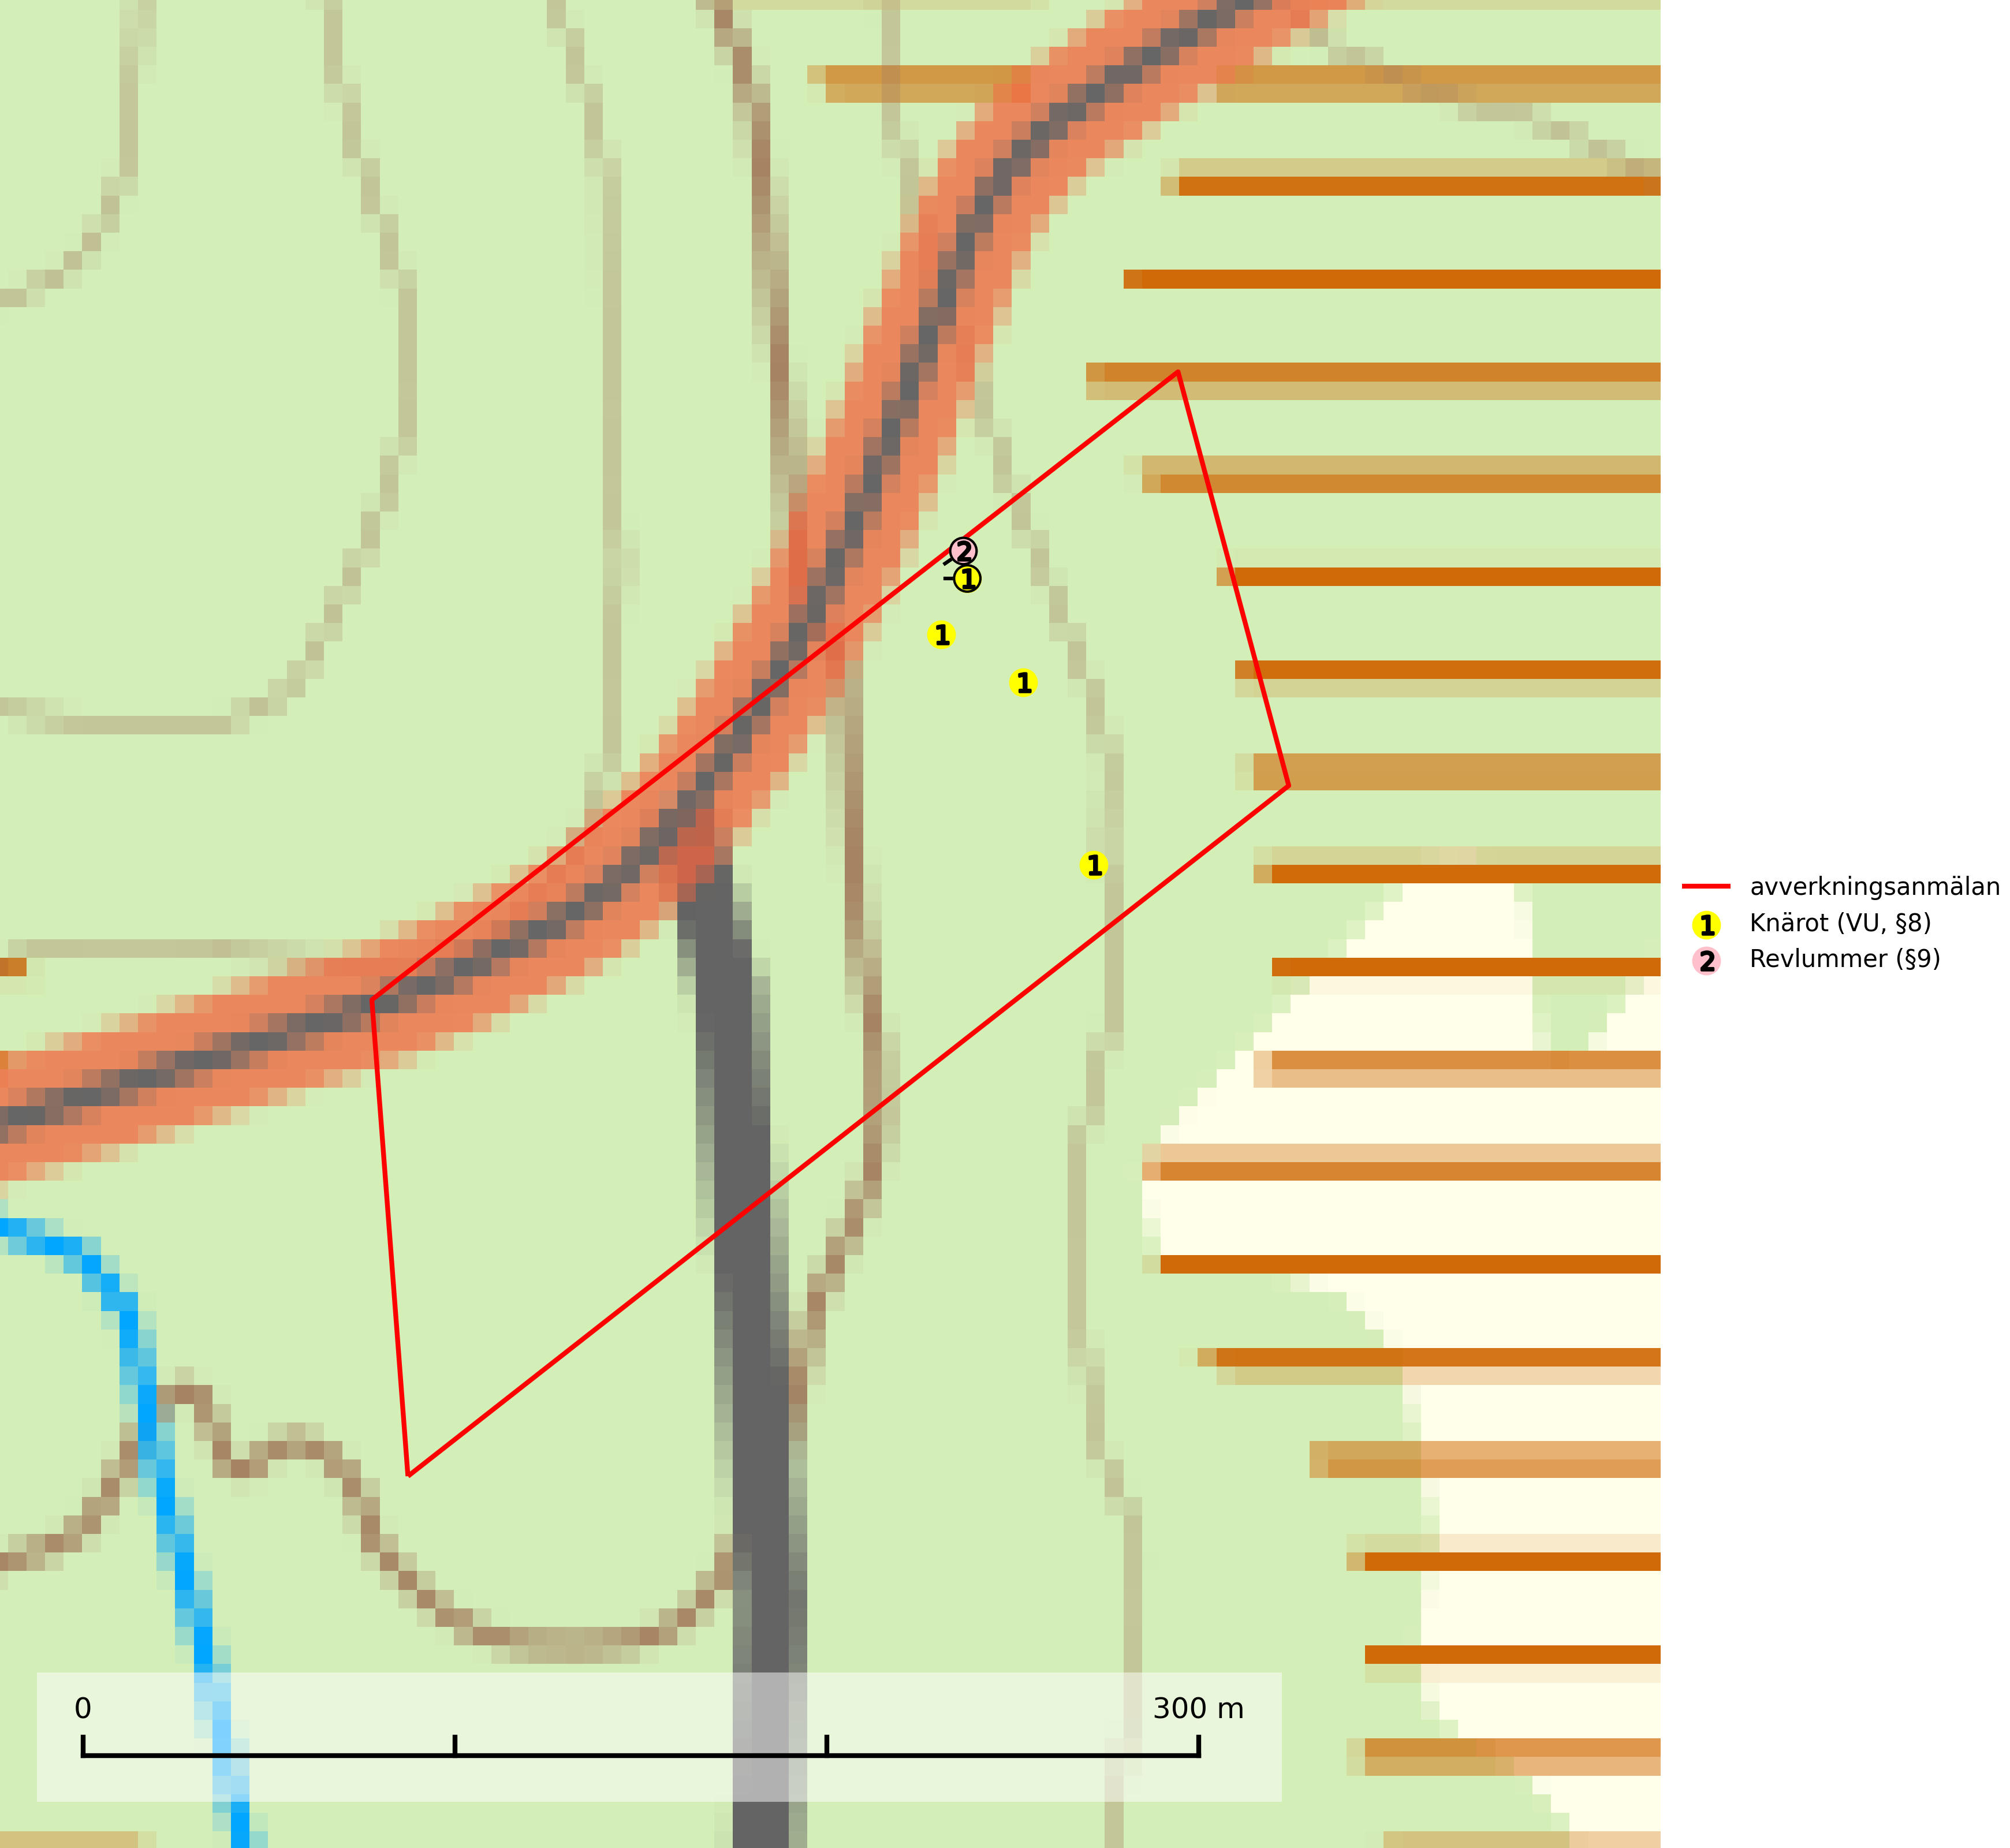 2
1
1
1
1
avverkningsanmälan
1 Knärot (VU, §8)
2 Revlummer (§9)
0 300 m